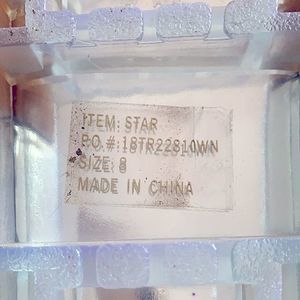 ITEM: STAR
P.O.#:18TR22810WN
SIZE: 8
MADE IN CHINA